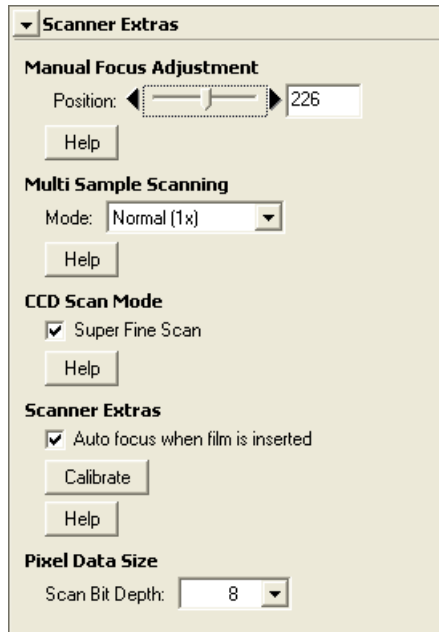 Scanner Extras
Manual Focus Adjustment
Position: 226
Help
Multi Sample Scanning
Mode: Normal (1x)
Help
CCD Scan Mode
Super Fine Scan
Help
Scanner Extras
Auto focus when film is inserted
Calibrate
Help
Pixel Data Size
Scan Bit Depth: 8